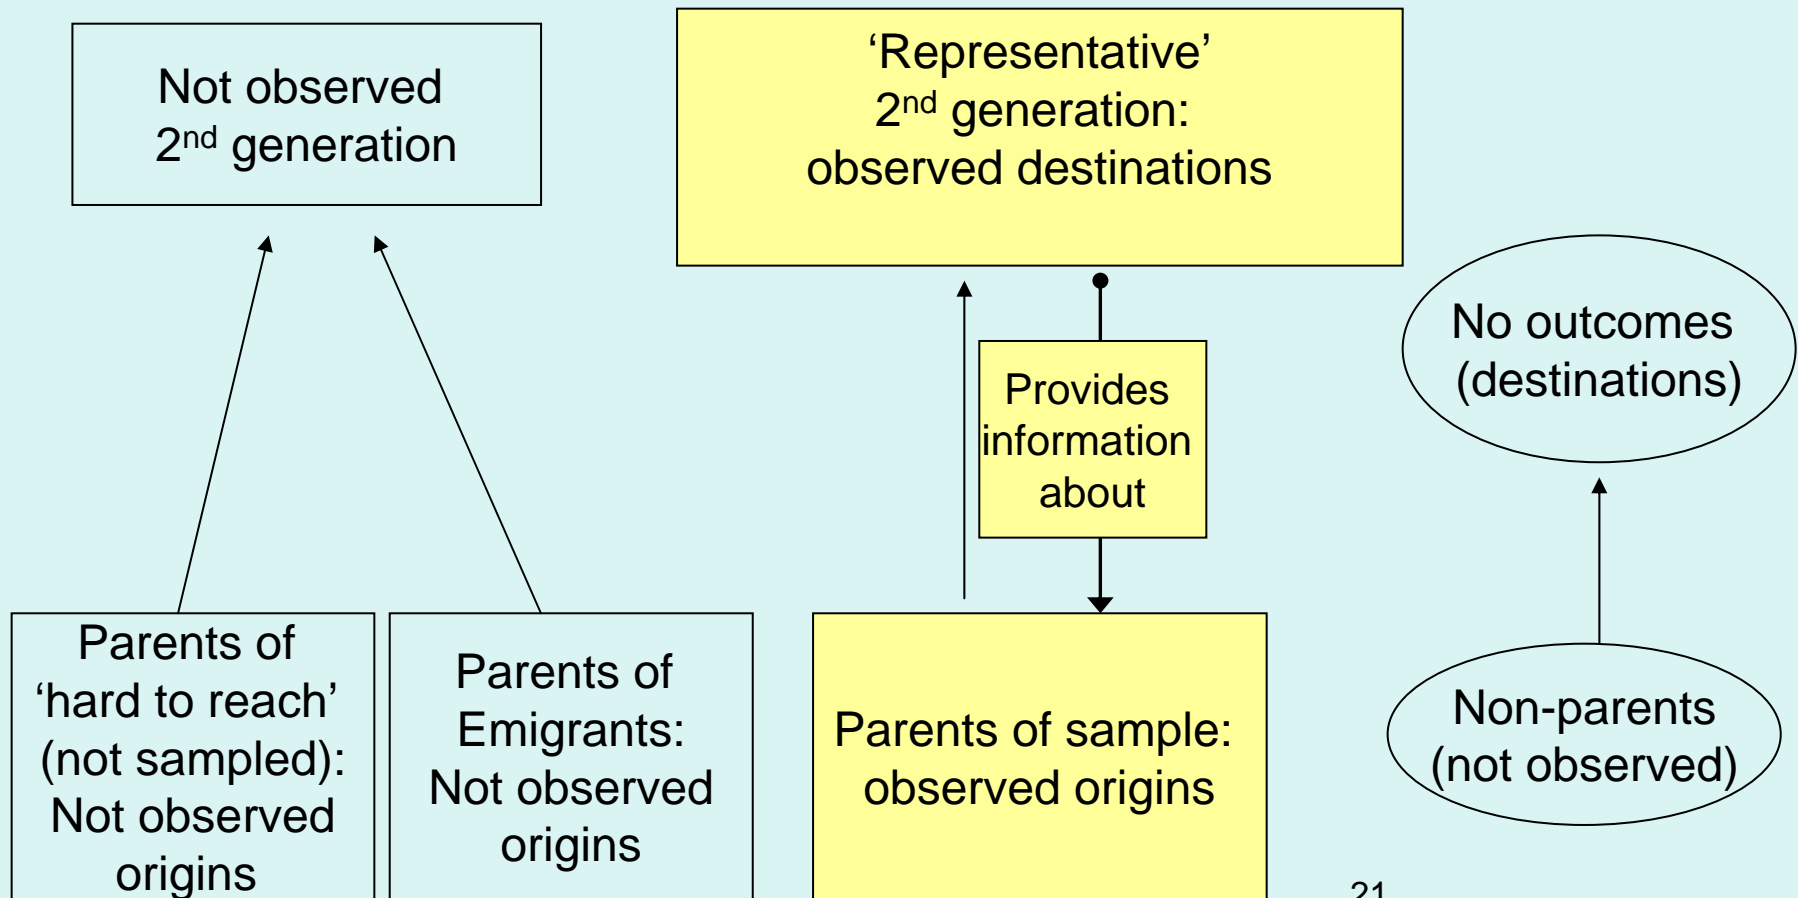 Not observed
2nd generation
‘Representative’
2nd generation:
observed destinations
No outcomes
(destinations)
Provides
information
about
Parents of
‘hard to reach’
(not sampled):
Not observed
origins
Parents of
Emigrants:
Not observed
origins
Parents of sample:
observed origins
Non-parents
(not observed)
21